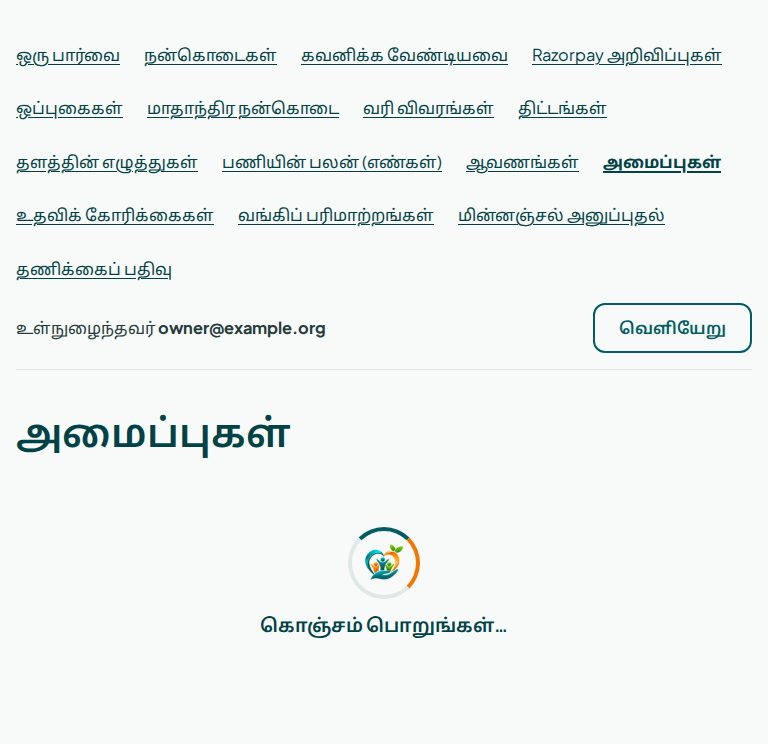 ஒரு பார்வை நன்கொடைகள் கவனிக்க வேண்டியவை Razorpay அறிவிப்புகள்
ஒப்புகைகள் மாதாந்திர நன்கொடை வரி விவரங்கள் திட்டங்கள்
தளத்தின் எழுத்துகள் பணியின் பலன் (எண்கள்) ஆவணங்கள் அமைப்புகள்
உதவிக் கோரிக்கைகள் வங்கிப் பரிமாற்றங்கள் மின்னஞ்சல் அனுப்புதல்
தணிக்கைப் பதிவு
உள்நுழைந்தவர் owner@example.org வெளியேறு
அமைப்புகள்
கொஞ்சம் பொறுங்கள்…